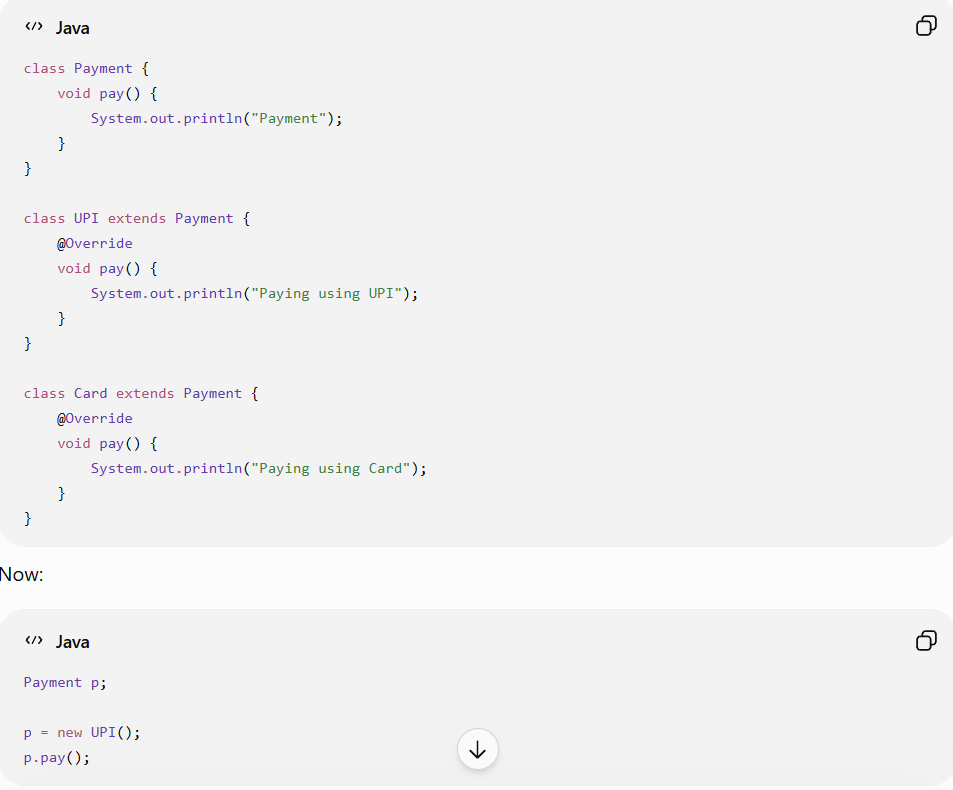 </> Java
class Payment {
    void pay() {
        System.out.println("Payment");
    }
}

class UPI extends Payment {
    @Override
    void pay() {
        System.out.println("Paying using UPI");
    }
}

class Card extends Payment {
    @Override
    void pay() {
        System.out.println("Paying using Card");
    }
}
Now:
</> Java
Payment p;

p = new UPI();
p.pay();